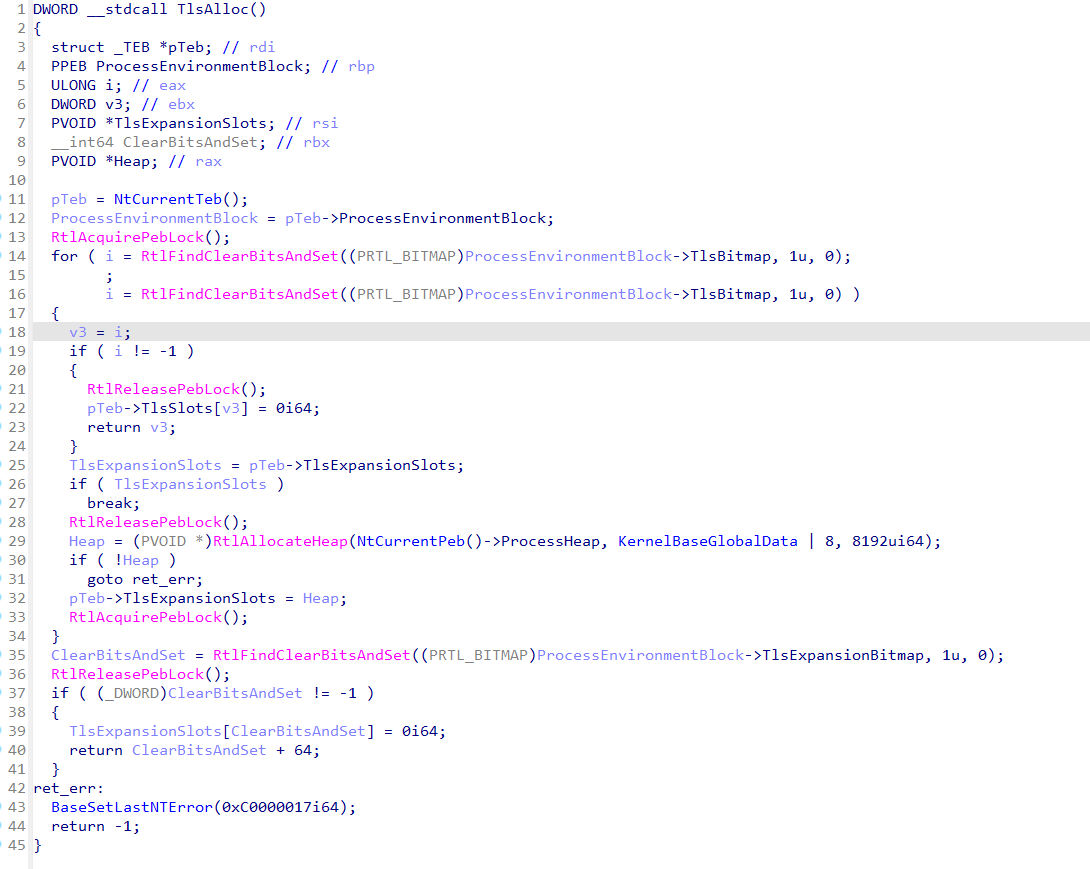 1 DWORD __stdcall TlsAlloc()
2 {
3   struct _TEB *pTeb; // rdi
4   PPEB ProcessEnvironmentBlock; // rbp
5   ULONG i; // eax
6   DWORD v3; // ebx
7   PVOID *TlsExpansionSlots; // rsi
8   __int64 ClearBitsAndSet; // rbx
9   PVOID *Heap; // rax
10
11   pTeb = NtCurrentTeb();
12   ProcessEnvironmentBlock = pTeb->ProcessEnvironmentBlock;
13   RtlAcquirePebLock();
14   for ( i = RtlFindClearBitsAndSet((PRTL_BITMAP)ProcessEnvironmentBlock->TlsBitmap, 1u, 0);
15         ;
16         i = RtlFindClearBitsAndSet((PRTL_BITMAP)ProcessEnvironmentBlock->TlsBitmap, 1u, 0) )
17   {
18     v3 = i;
19     if ( i != -1 )
20     {
21       RtlReleasePebLock();
22       pTeb->TlsSlots[v3] = 0i64;
23       return v3;
24     }
25     TlsExpansionSlots = pTeb->TlsExpansionSlots;
26     if ( TlsExpansionSlots )
27       break;
28     RtlReleasePebLock();
29     Heap = (PVOID *)RtlAllocateHeap(NtCurrentPeb()->ProcessHeap, KernelBaseGlobalData | 8, 8192ui64);
30     if ( !Heap )
31       goto ret_err;
32     pTeb->TlsExpansionSlots = Heap;
33     RtlAcquirePebLock();
34   }
35   ClearBitsAndSet = RtlFindClearBitsAndSet((PRTL_BITMAP)ProcessEnvironmentBlock->TlsExpansionBitmap, 1u, 0);
36   RtlReleasePebLock();
37   if ( (_DWORD)ClearBitsAndSet != -1 )
38   {
39     TlsExpansionSlots[ClearBitsAndSet] = 0i64;
40     return ClearBitsAndSet + 64;
41   }
42 ret_err:
43   BaseSetLastNTError(0xC0000017i64);
44   return -1;
45 }